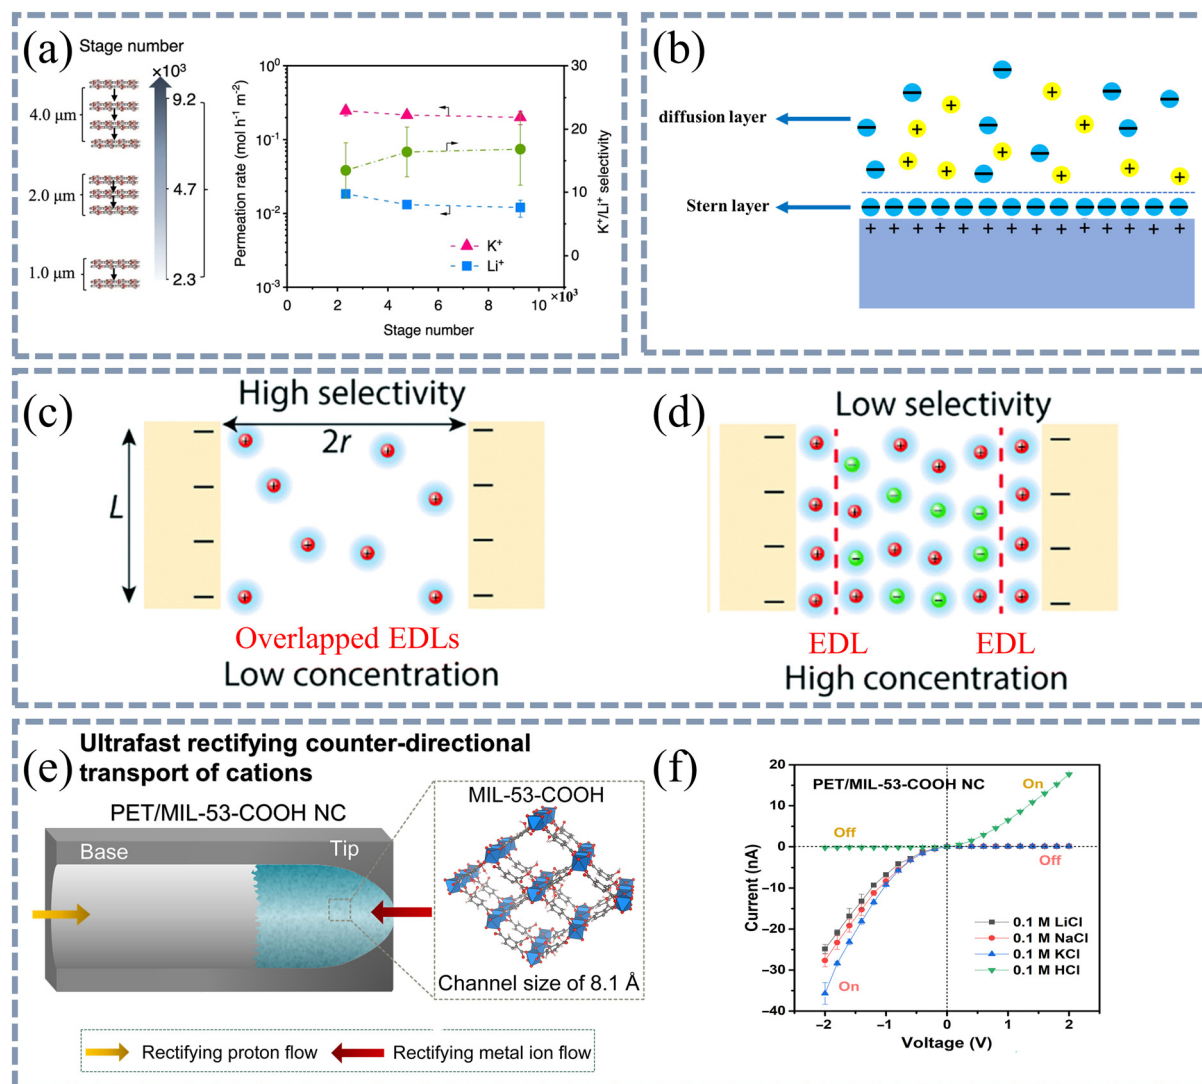 (a)
Stage number
×10³
4.0 μm
9.2
2.0 μm
4.7
1.0 μm
2.3
Permeation rate (mol h⁻¹ m⁻²)
10⁰
10⁻¹
10⁻²
10⁻³
K⁺
Li⁺
30
25
20
15
10
5
0
K⁺/Li⁺ selectivity
0 2 4 6 8 10 ×10³
Stage number
(b)
diffusion layer
Stern layer
(c)
High selectivity
2r
L
Overlapped EDLs
Low concentration
(d)
Low selectivity
EDL EDL
High concentration
(e)
Ultrafast rectifying counter-directional
transport of cations
PET/MIL-53-COOH NC
Base
Tip
MIL-53-COOH
Channel size of 8.1 Å
Rectifying proton flow
Rectifying metal ion flow
(f)
PET/MIL-53-COOH NC
On
Off
Off
On
0.1 M LiCl
0.1 M NaCl
0.1 M KCl
0.1 M HCl
Current (nA)
20
10
0
−10
−20
−30
−40
−2 −1 0 1 2
Voltage (V)